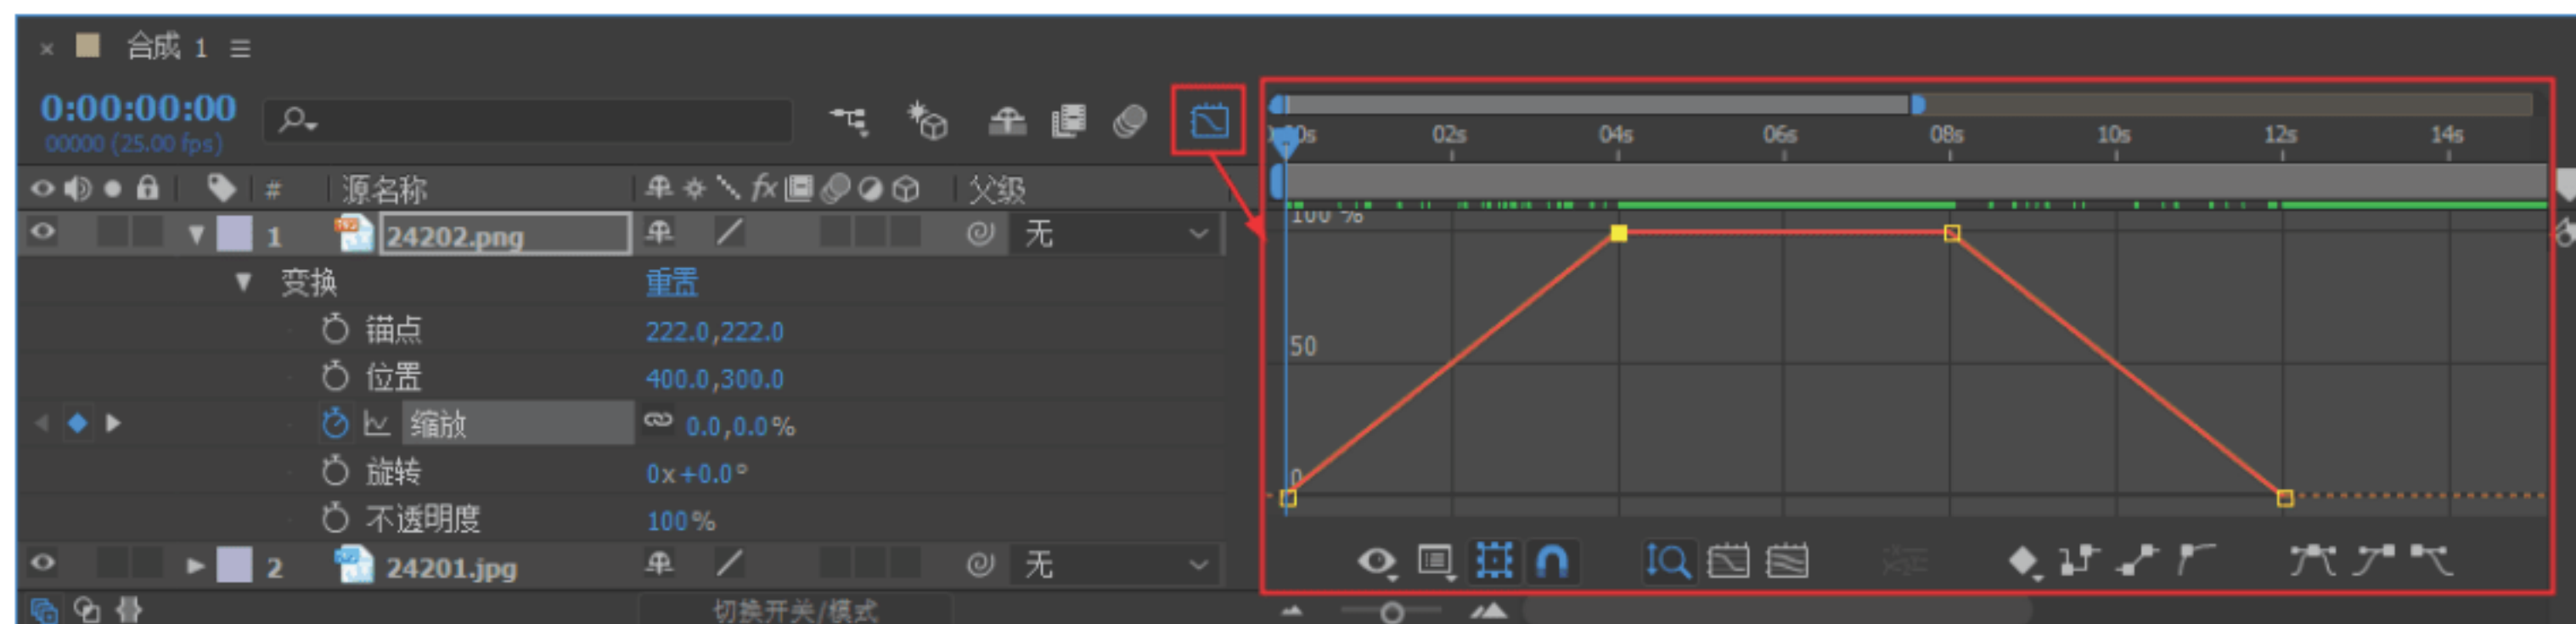 × 合成 1 ≡
0:00:00:00
00000 (25.00 fps)
0:00s 02s 04s 06s 08s 10s 12s 14s
# 源名称 fx 父级
1 24202.png 无
变换 重置
锚点 222.0,222.0
位置 400.0,300.0
缩放 0.0,0.0%
旋转 0x+0.0°
不透明度 100%
2 24201.jpg 无
切换开关/模式
100 %
50
0